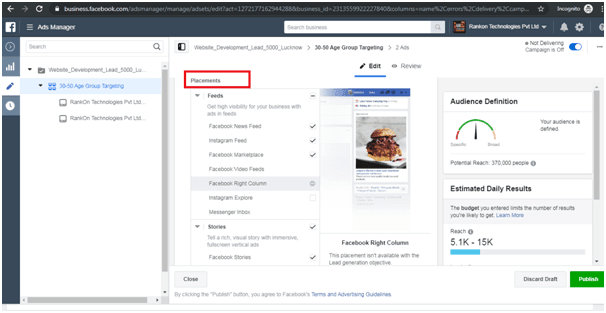 business.facebook.com/adsmanager/manage/adsets/edit?act=1272177162944288&business_id=2313559922227840&columns=name%2Cerrors%2Cdelivery%2Ccamp...
Incognito
Ads Manager
Search business
Rankon Technologies Pvt Ltd
Search
Website_Development_Lead_5000_Lu...
30-50 Age Group Targeting
RankOn Technologies Pvt Ltd...
RankOn Technologies Pvt Ltd...
Website_Development_Lead_5000_Lucknow
30-50 Age Group Targeting
2 Ads
Not Delivering
Campaign is Off
Edit
Review
Placements
Feeds
Get high visibility for your business with
ads in feeds
Facebook News Feed
Instagram Feed
Facebook Marketplace
Facebook Video Feeds
Facebook Right Column
Instagram Explore
Messenger Inbox
Stories
Tell a rich, visual story with immersive,
fullscreen vertical ads
Facebook Stories
Facebook Right Column
This placement isn't available with the
Lead generation objective.
Audience Definition
Your audience is
defined.
Specific
Broad
Potential Reach: 370,000 people
Estimated Daily Results
The budget you entered limits the number of results
you're likely to get. Learn More
Reach
5.1K - 15K
Close
Discard Draft
Publish
By clicking the "Publish" button, you agree to Facebook's Terms and Advertising Guidelines.